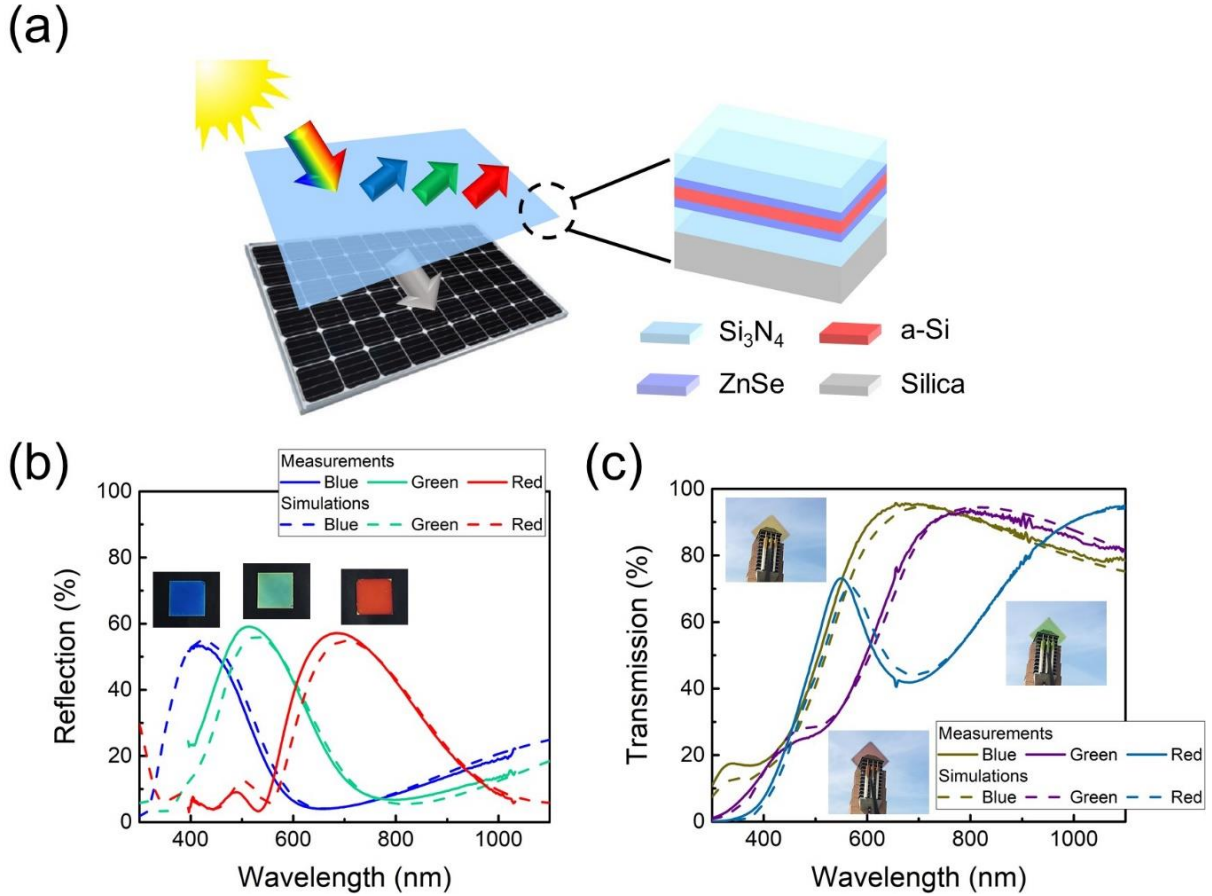 (a)
Si₃N₄ a-Si
ZnSe Silica
(b)
Measurements
Blue Green Red
Simulations
Blue Green Red
Reflection (%)
100
80
60
40
20
0
400 600 800 1000
Wavelength (nm)
(c)
Transmission (%)
100
80
60
40
20
0
Measurements
Blue Green Red
Simulations
Blue Green Red
400 600 800 1000
Wavelength (nm)